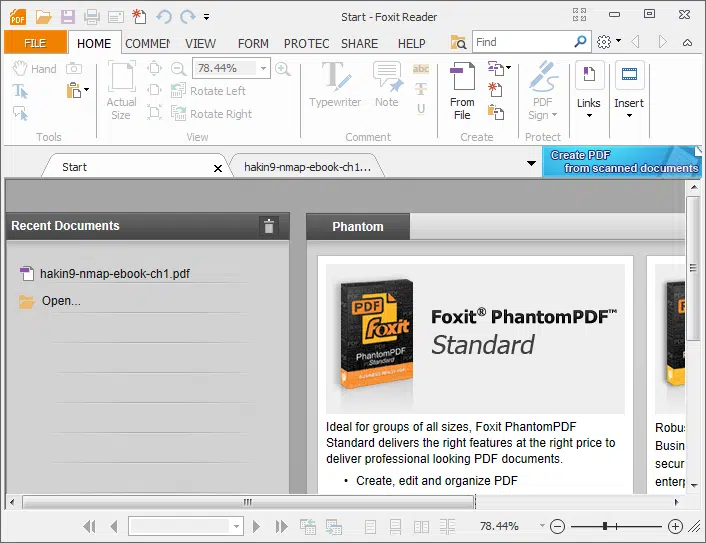 PDF
Start - Foxit Reader
FILE
HOME
COMMEN
VIEW
FORM
PROTEC
SHARE
HELP
Find
Hand
78.44%
Rotate Left
Rotate Right
Actual
Size
Typewriter
Note
abc
T
U
From
File
PDF
Sign
Links
Insert
Tools
View
Comment
Create
Protect
Start
hakin9-nmap-ebook-ch1...
Create PDF
from scanned documents
Recent Documents
hakin9-nmap-ebook-ch1.pdf
Open...
Phantom
PDF
Foxit
PhantomPDF
Standard
Foxit® PhantomPDF™
Standard
Ideal for groups of all sizes, Foxit PhantomPDF
Standard delivers the right features at the right price to
deliver professional looking PDF documents.
• Create, edit and organize PDF
Robus
Busin
secur
enterp
78.44%